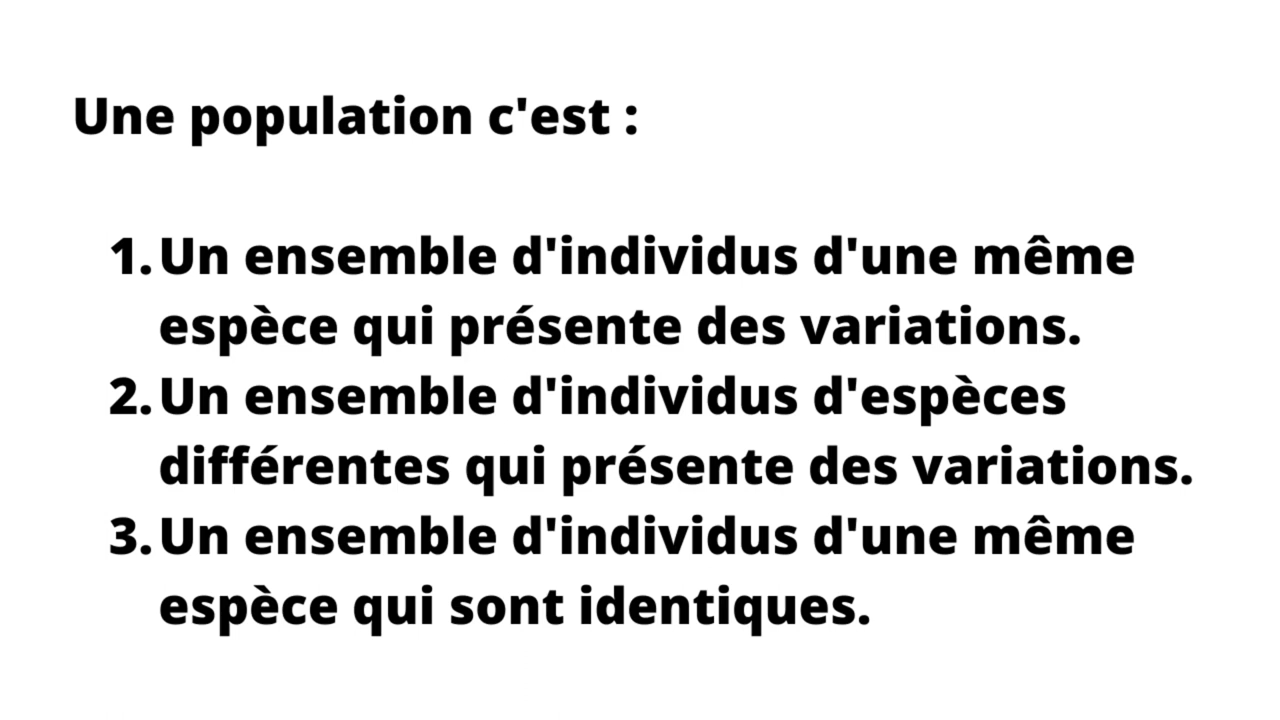 Une population c'est :
1. Un ensemble d'individus d'une même
espèce qui présente des variations.
2. Un ensemble d'individus d'espèces
différentes qui présente des variations.
3. Un ensemble d'individus d'une même
espèce qui sont identiques.